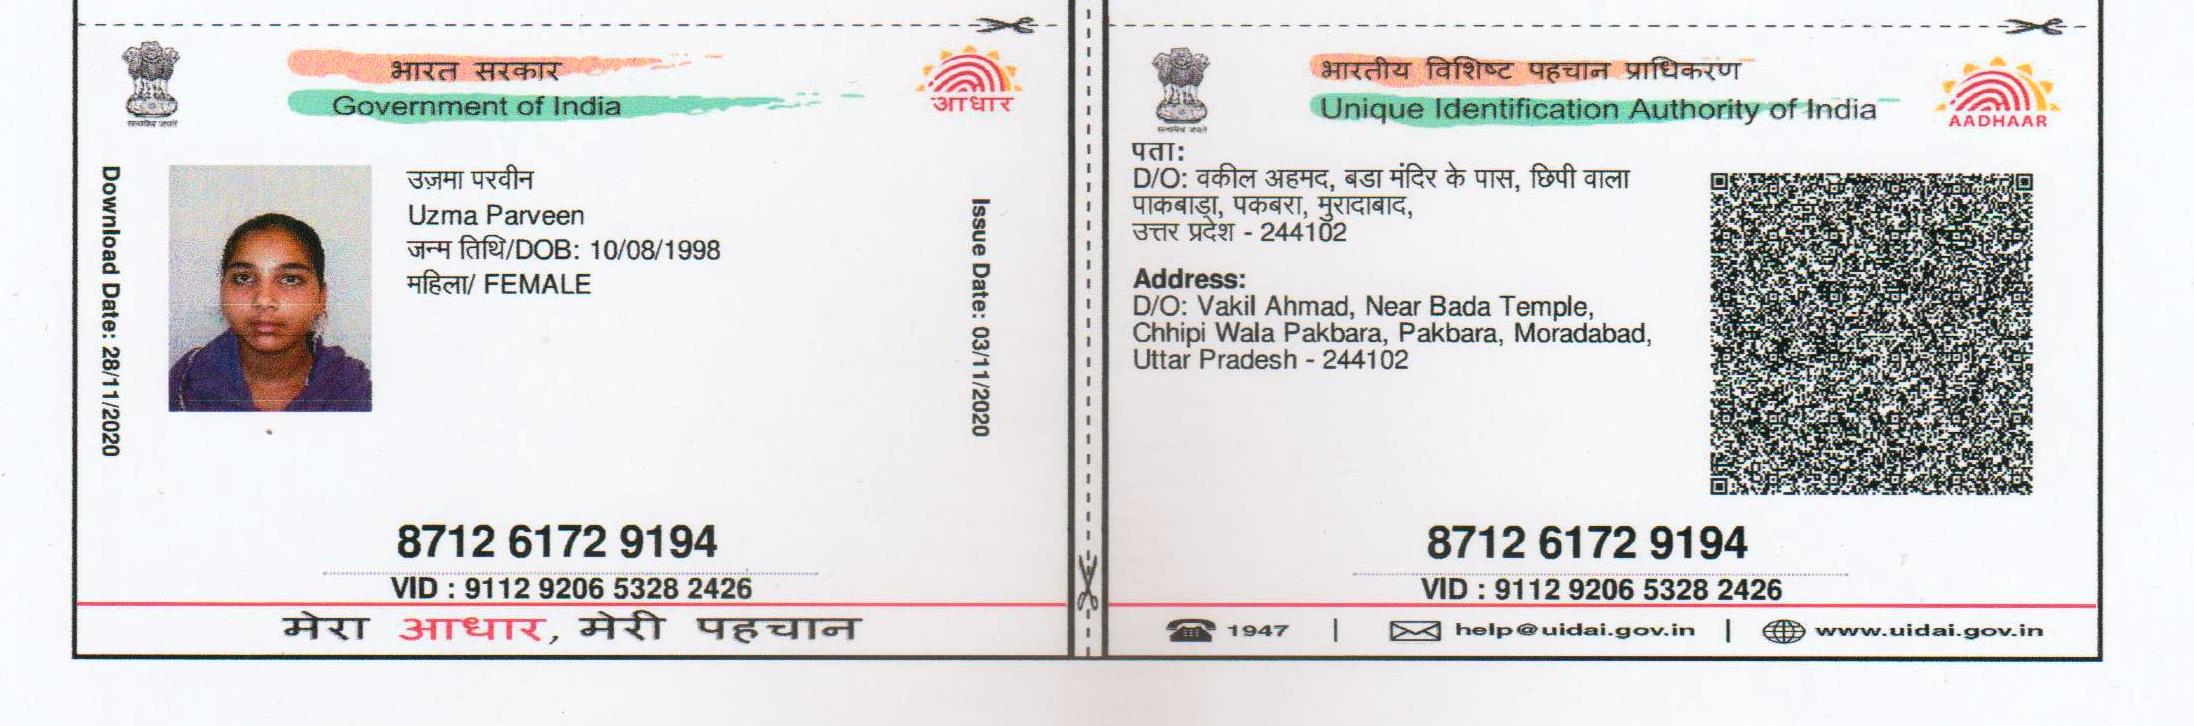 भारत सरकार
Government of India
आधार
Download Date: 28/11/2020
उज़मा परवीन
Uzma Parveen
जन्म तिथि/DOB: 10/08/1998
महिला/ FEMALE
Issue Date: 03/11/2020
8712 6172 9194
VID : 9112 9206 5328 2426
मेरा आधार, मेरी पहचान
भारतीय विशिष्ट पहचान प्राधिकरण
Unique Identification Authority of India
AADHAAR
पता:
D/O: वकील अहमद, बडा मंदिर के पास, छिपी वाला
पाकबाड़ा, पकबरा, मुरादाबाद,
उत्तर प्रदेश - 244102
Address:
D/O: Vakil Ahmad, Near Bada Temple,
Chhipi Wala Pakbara, Pakbara, Moradabad,
Uttar Pradesh - 244102
8712 6172 9194
VID : 9112 9206 5328 2426
1947 | help@uidai.gov.in | www.uidai.gov.in